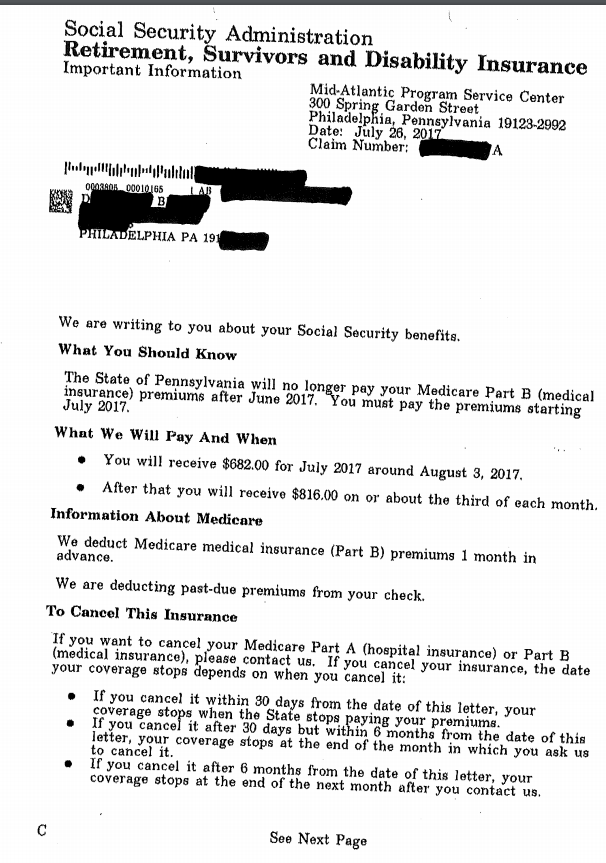 Social Security Administration
Retirement, Survivors and Disability Insurance
Important Information
Mid-Atlantic Program Service Center
300 Spring Garden Street
Philadelphia, Pennsylvania 19123-2992
Date: July 26, 2017
Claim Number: A
0003805 00010165 1 AB
D B
PHILADELPHIA PA 191
We are writing to you about your Social Security benefits.
What You Should Know
The State of Pennsylvania will no longer pay your Medicare Part B (medical
insurance) premiums after June 2017. You must pay the premiums starting
July 2017.
What We Will Pay And When
● You will receive $682.00 for July 2017 around August 3, 2017.
● After that you will receive $816.00 on or about the third of each month.
Information About Medicare
We deduct Medicare medical insurance (Part B) premiums 1 month in
advance.
We are deducting past-due premiums from your check.
To Cancel This Insurance
If you want to cancel your Medicare Part A (hospital insurance) or Part B
(medical insurance), please contact us. If you cancel your insurance, the date
your coverage stops depends on when you cancel it:
● If you cancel it within 30 days from the date of this letter, your
coverage stops when the State stops paying your premiums.
● If you cancel it after 30 days but within 6 months from the date of this
letter, your coverage stops at the end of the month in which you ask us
to cancel it.
● If you cancel it after 6 months from the date of this letter, your
coverage stops at the end of the next month after you contact us.
C
See Next Page